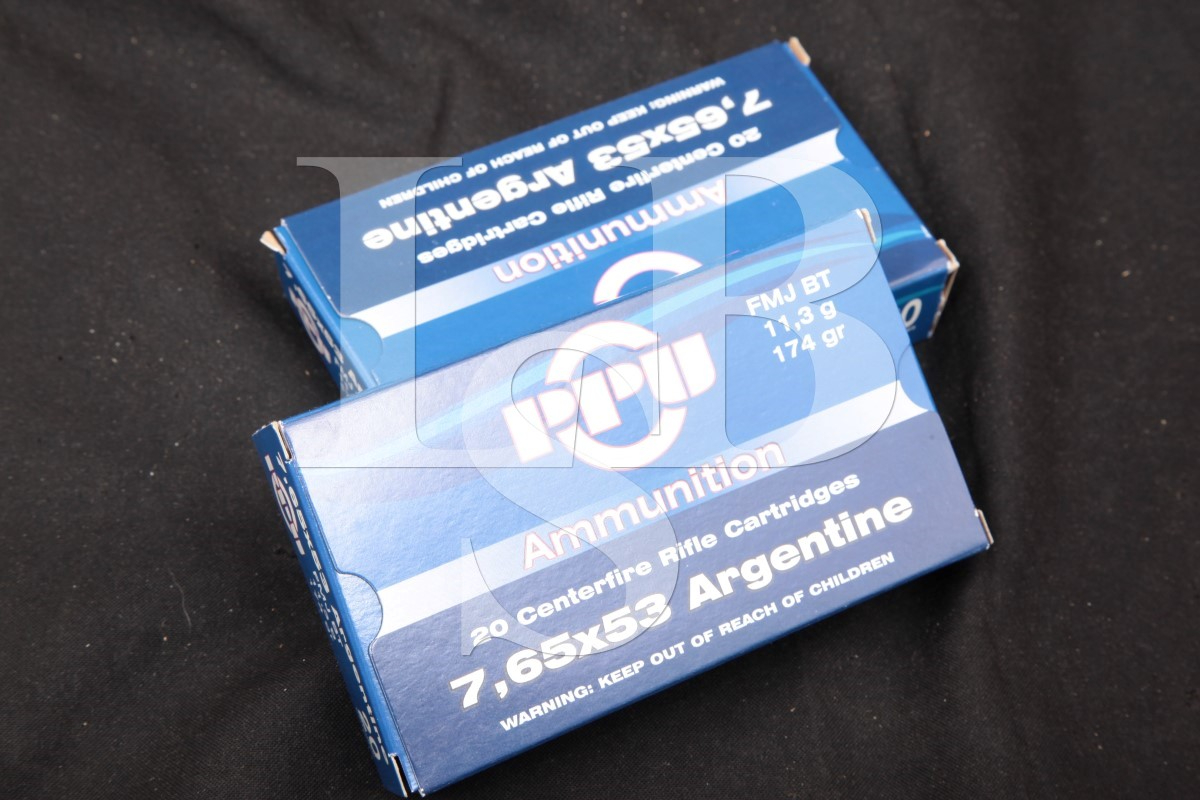 WARNING: KEEP OUT OF REACH OF CHILDREN
7,65x53 Argentine
20 Centerfire Rifle Cartridges
Ammunition
FMJ BT
11,3 g
174 gr
PPU
Ammunition
20 Centerfire Rifle Cartridges
7,65x53 Argentine
WARNING: KEEP OUT OF REACH OF CHILDREN
LSB